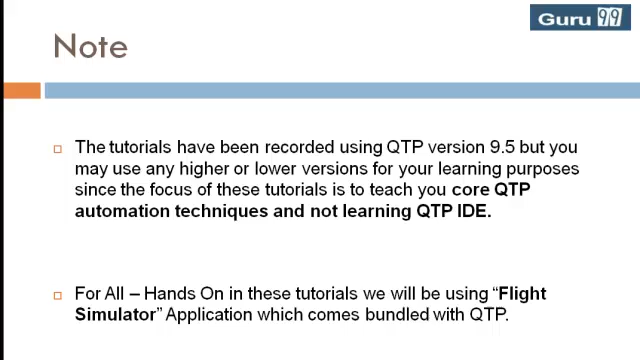 Guru 99
Note
The tutorials have been recorded using QTP version 9.5 but you
may use any higher or lower versions for your learning purposes
since the focus of these tutorials is to teach you core QTP
automation techniques and not learning QTP IDE.
For All – Hands On in these tutorials we will be using “Flight
Simulator” Application which comes bundled with QTP.